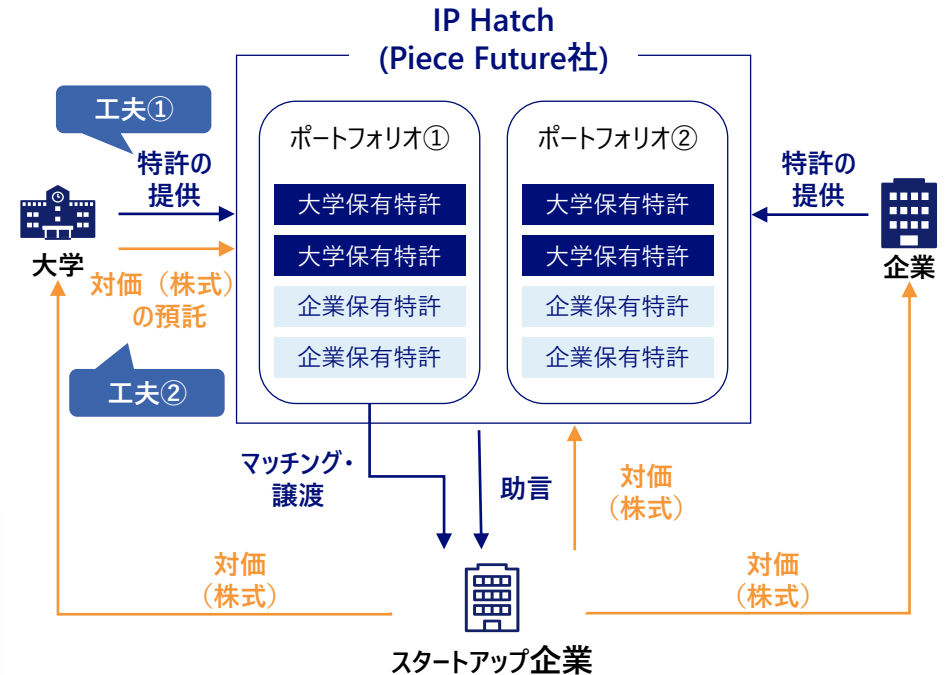 IP Hatch
(Piece Future社)
工夫①
特許の
提供
大学
対価（株式）
の預託
工夫②
ポートフォリオ①
大学保有特許
大学保有特許
企業保有特許
企業保有特許
ポートフォリオ②
大学保有特許
大学保有特許
企業保有特許
企業保有特許
特許の
提供
企業
マッチング・
譲渡
助言
対価
（株式）
対価
（株式）
対価
（株式）
スタートアップ企業